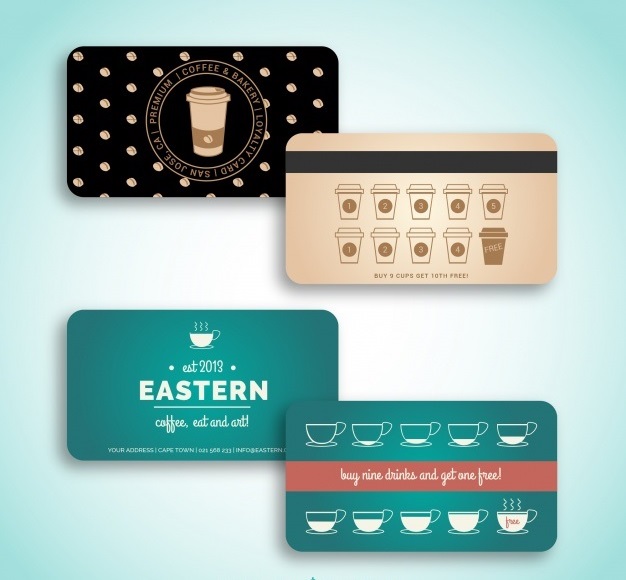 PREMIUM | COFFEE & BAKERY | LOYALTY CARD | SAN JOSE, CA |
1 2 3 4 5
1 2 3 4 FREE
BUY 9 CUPS GET 10TH FREE!
est 2013
EASTERN
coffee, eat and art!
YOUR ADDRESS | CAPE TOWN | 021 566 233 | INFO@EASTERN.C
buy nine drinks and get one free!
free